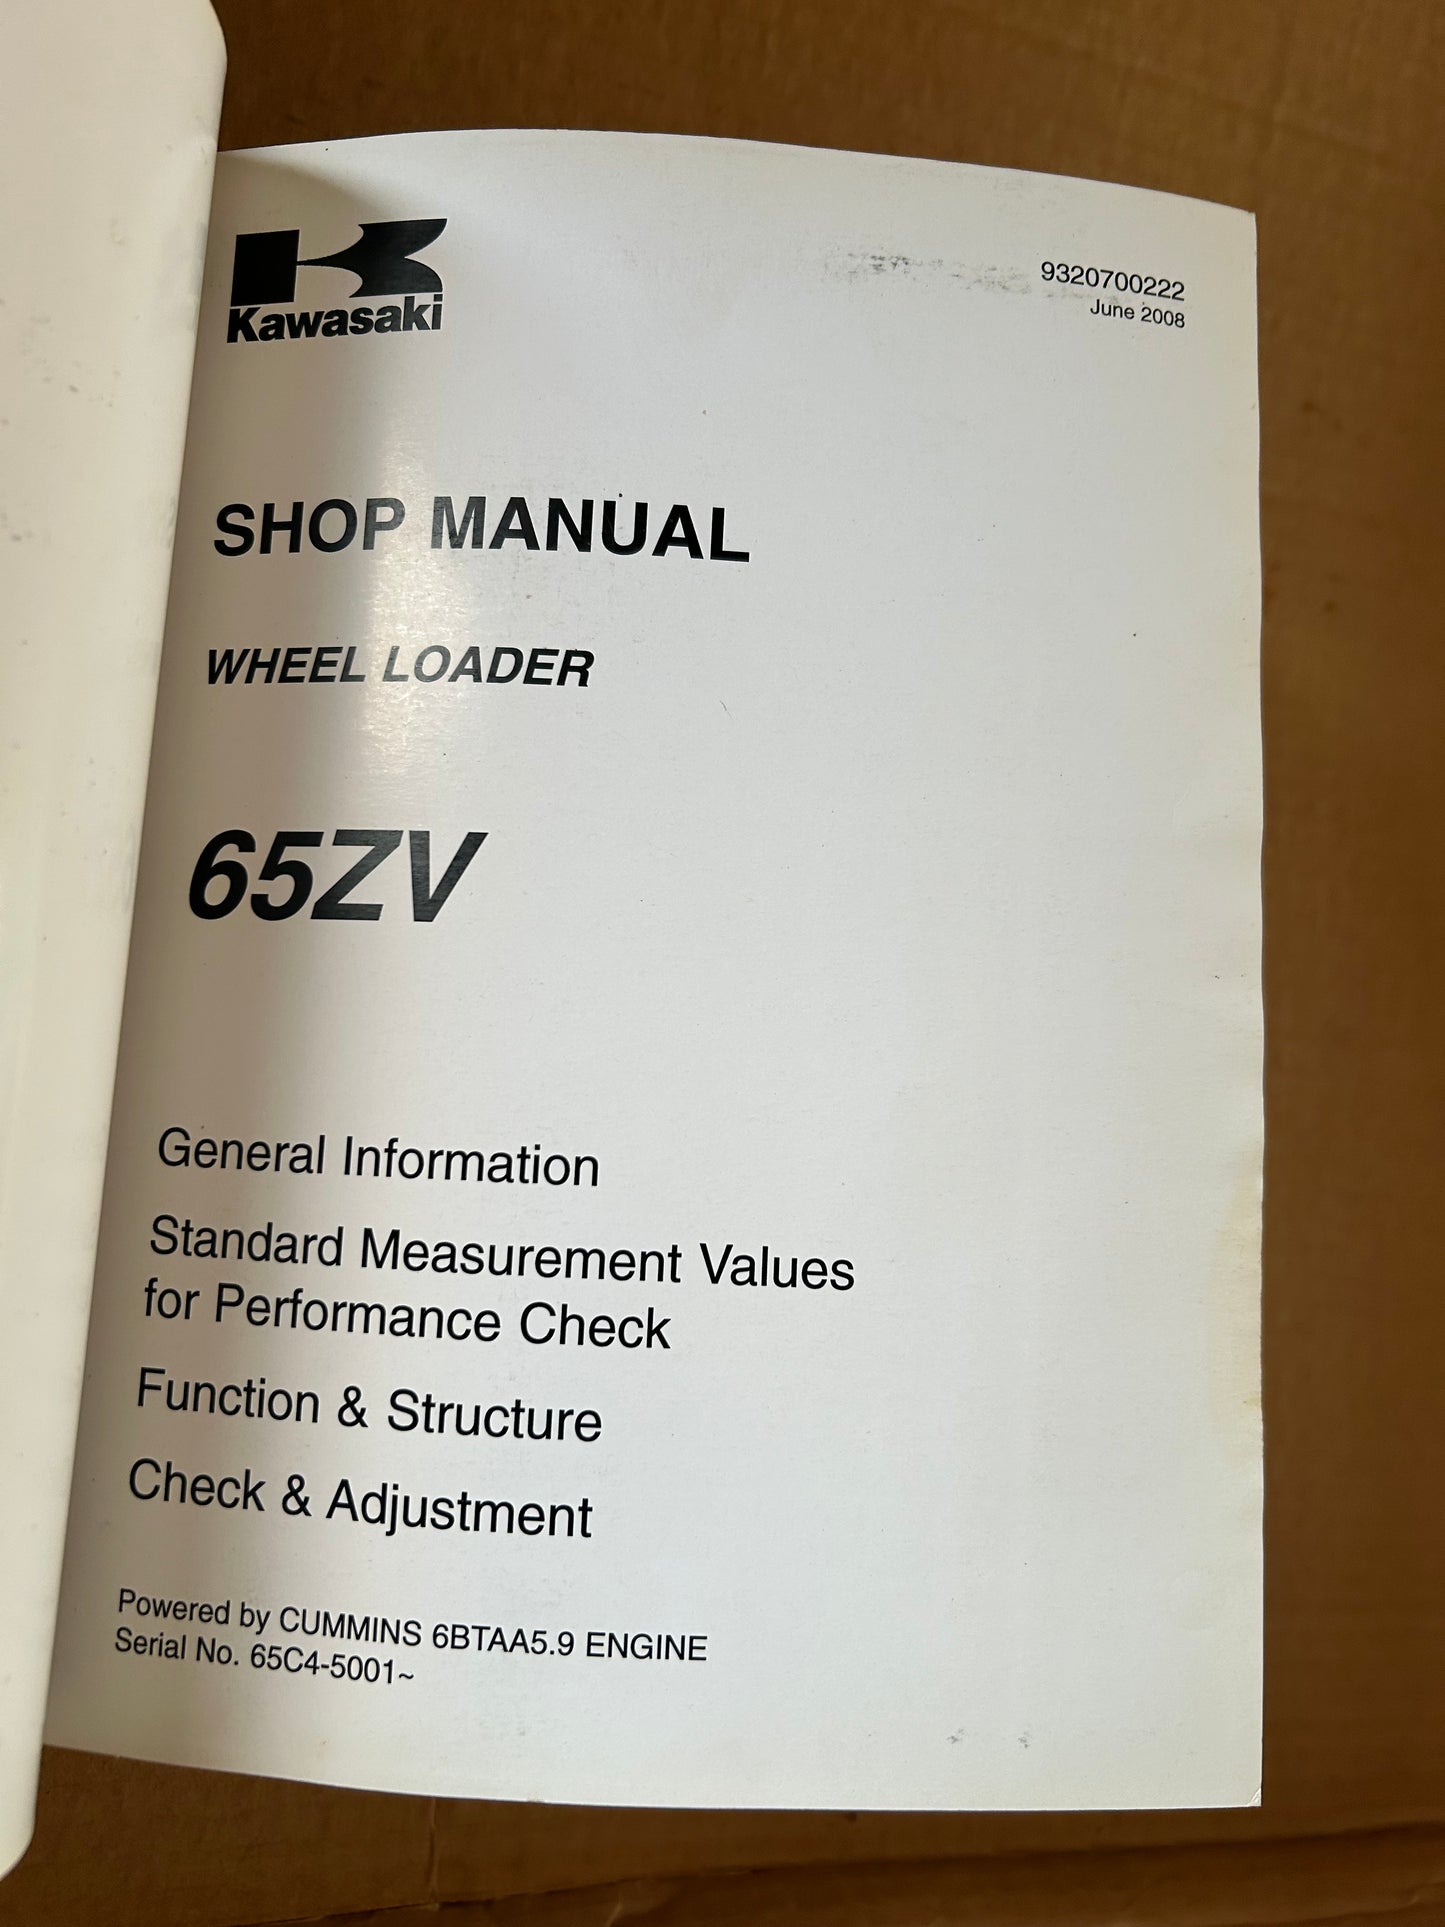 Kawasaki
9320700222
June 2008
SHOP MANUAL
WHEEL LOADER
65ZV
General Information
Standard Measurement Values
for Performance Check
Function & Structure
Check & Adjustment
Powered by CUMMINS 6BTAA5.9 ENGINE
Serial No. 65C4-5001~